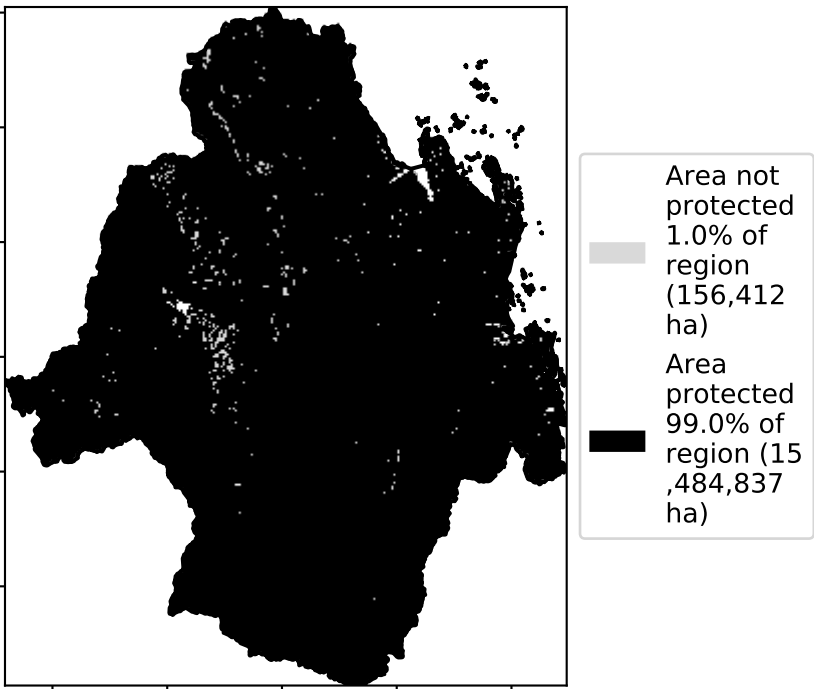 Area not
protected
1.0% of
region
(156,412
ha)
Area
protected
99.0% of
region (15
,484,837
ha)